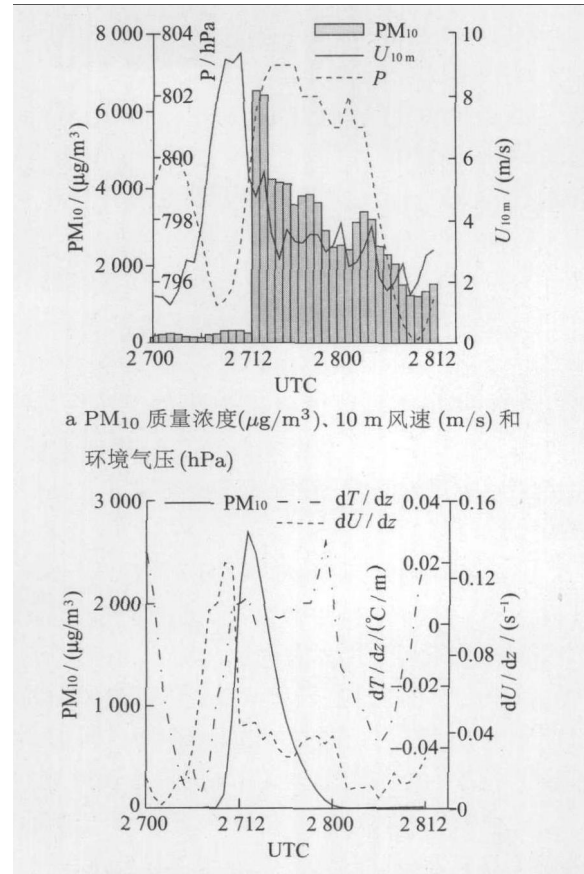 8 000
804
P / hPa
PM10
U10 m
P
10
6 000
802
8
PM10 / (μg/m³)
800
6
U10 m / (m/s)
4 000
798
4
2 000
796
2
0
0
2 700
2 712
2 800
2 812
UTC
a PM10 质量浓度(μg/m³)、10 m 风速 (m/s) 和
环境气压 (hPa)
3 000
PM10
dT / dz
dU / dz
0.04
0.16
2 000
0.02
0.12
PM10 / (μg/m³)
dT / dz /(℃ / m)
0
0.08
dU / dz / (s⁻¹)
1 000
−0.02
−0.04
0.04
0
0
2 700
2 712
2 800
2 812
UTC